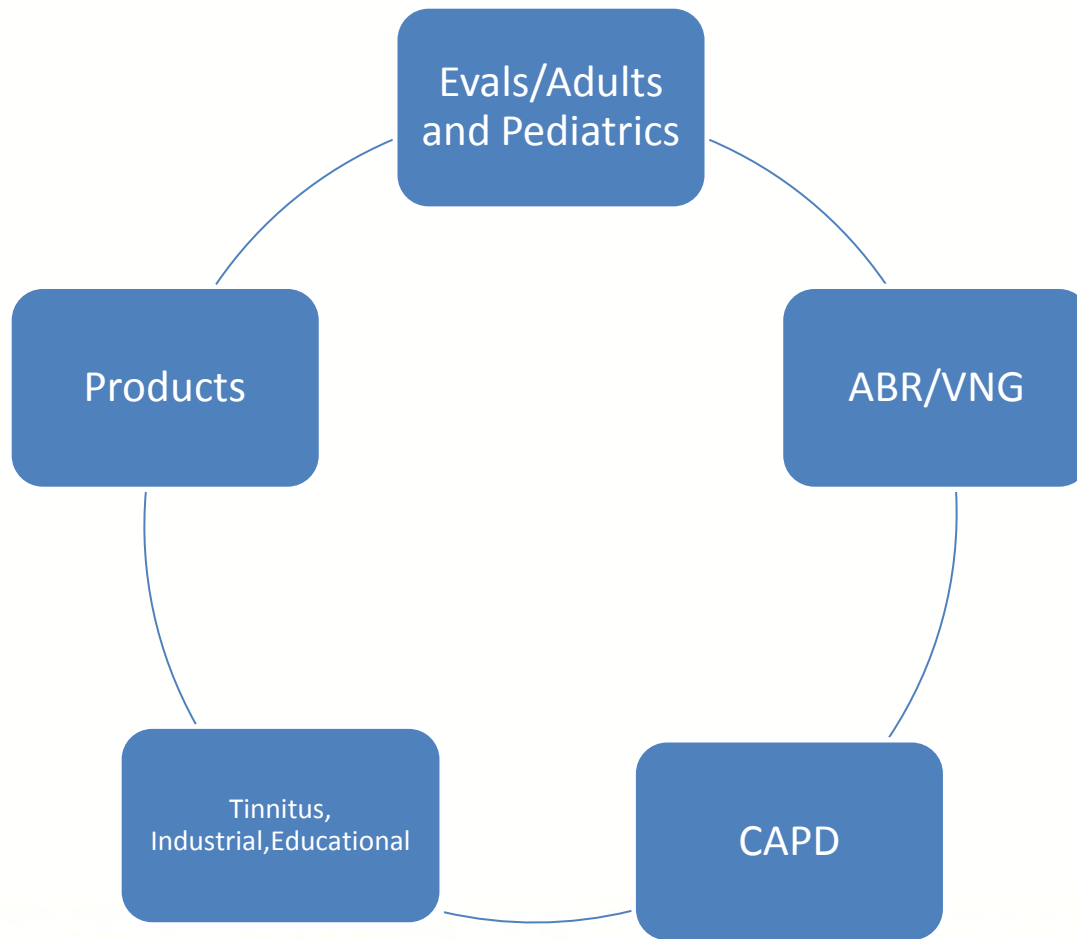 Evals/Adults
and Pediatrics
ABR/VNG
CAPD
Tinnitus,
Industrial,Educational
Products